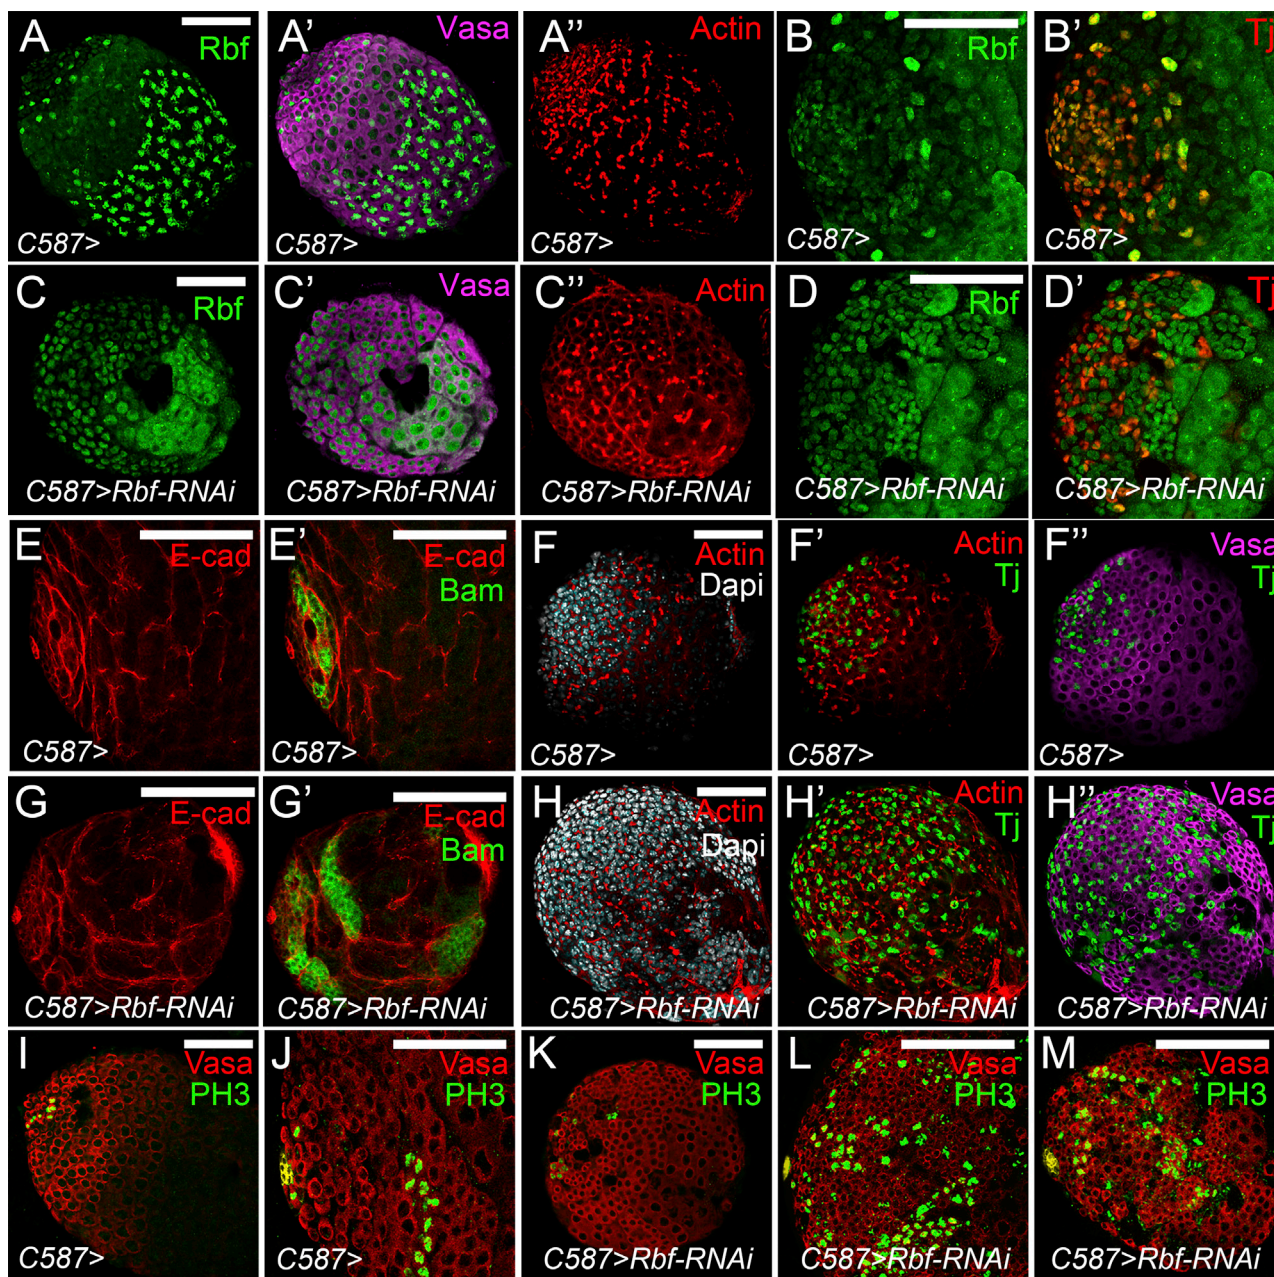 A
Rbf
C587>
A'
Vasa
C587>
A''
Actin
C587>
B
Rbf
C587>
B'
Tj
C587>
C
Rbf
C587>Rbf-RNAi
C'
Vasa
C587>Rbf-RNAi
C''
Actin
C587>Rbf-RNAi
D
Rbf
C587>Rbf-RNAi
D'
Tj
C587>Rbf-RNAi
E
E-cad
C587>
E'
E-cad
Bam
C587>
F
Actin
Dapi
C587>
F'
Actin
Tj
C587>
F''
Vasa
Tj
C587>
G
E-cad
C587>Rbf-RNAi
G'
E-cad
Bam
C587>Rbf-RNAi
H
Actin
Dapi
C587>Rbf-RNAi
H'
Actin
Tj
C587>Rbf-RNAi
H''
Vasa
Tj
C587>Rbf-RNAi
I
Vasa
PH3
C587>
J
Vasa
PH3
C587>
K
Vasa
PH3
C587>Rbf-RNAi
L
Vasa
PH3
C587>Rbf-RNAi
M
Vasa
PH3
C587>Rbf-RNAi